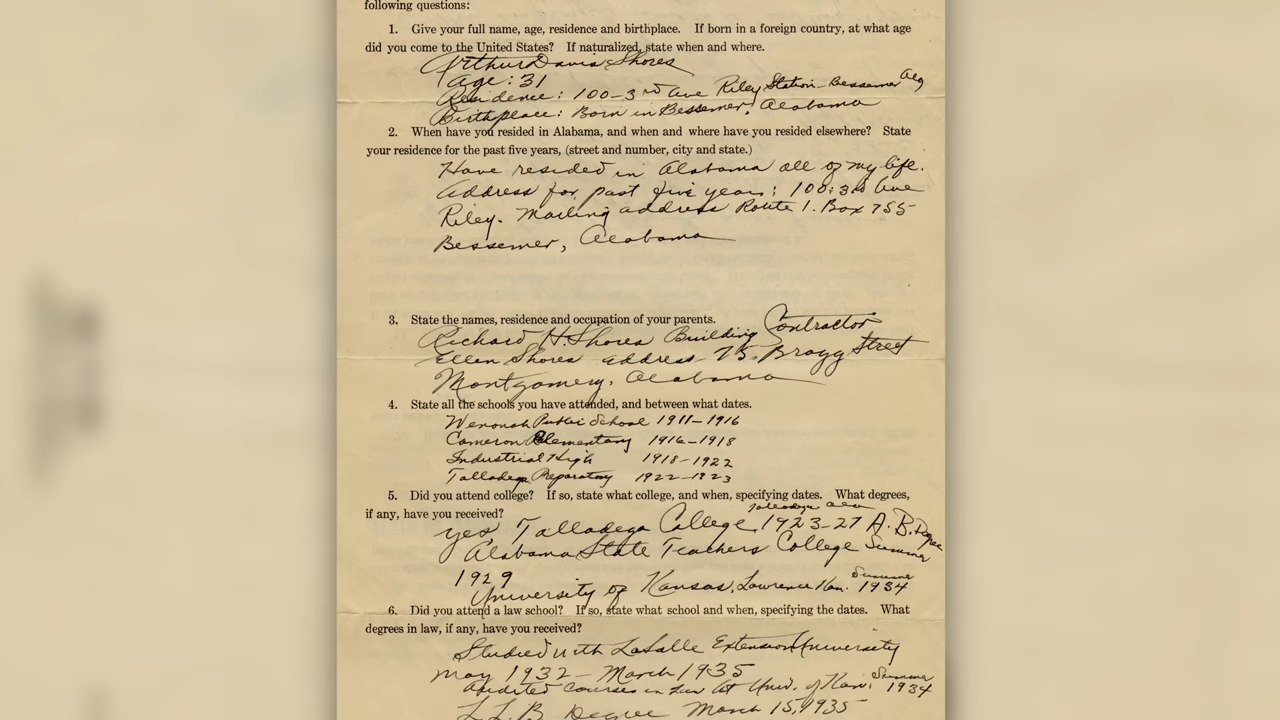 following questions:
1. Give your full name, age, residence and birthplace. If born in a foreign country, at what age
did you come to the United States? If naturalized, state when and where.
Arthur Davis Shores
Age: 31
Residence: 100-3rd Ave Riley Station-Bessemer Ala
Birthplace: Born in Bessemer, Alabama
2. When have you resided in Alabama, and when and where have you resided elsewhere? State
your residence for the past five years, (street and number, city and state.)
Have resided in Alabama all of my life.
Address for past five years; 100-3rd Ave
Riley. Mailing address Route 1. Box 755
Bessemer, Alabama
3. State the names, residence and occupation of your parents.
Richard H. Shores Building Contractor
Ellen Shores address - 75 Bragg Street
Montgomery, Alabama
4. State all the schools you have attended, and between what dates.
Wenonah Public School 1911-1916
Cameron Elementary 1916-1918
Industrial High 1918-1922
Talladega Preparatory 1922-1923
5. Did you attend college? If so, state what college, and when, specifying dates. What degrees,
if any, have you received?
Talladega Ala
yes, Talladega College, 1923-27 A.B. Degree
Alabama State Teachers College Summer
1929
University of Kansas, Lawrence Kan. Summer 1934
6. Did you attend a law school? If so, state what school and when, specifying the dates. What
degrees in law, if any, have you received?
Studied with LaSalle Extension University
May 1932 - March 1935
Audited Courses in Law At Univ. of Kan. Summer 1934
L.L.B Degree March 15, 1935